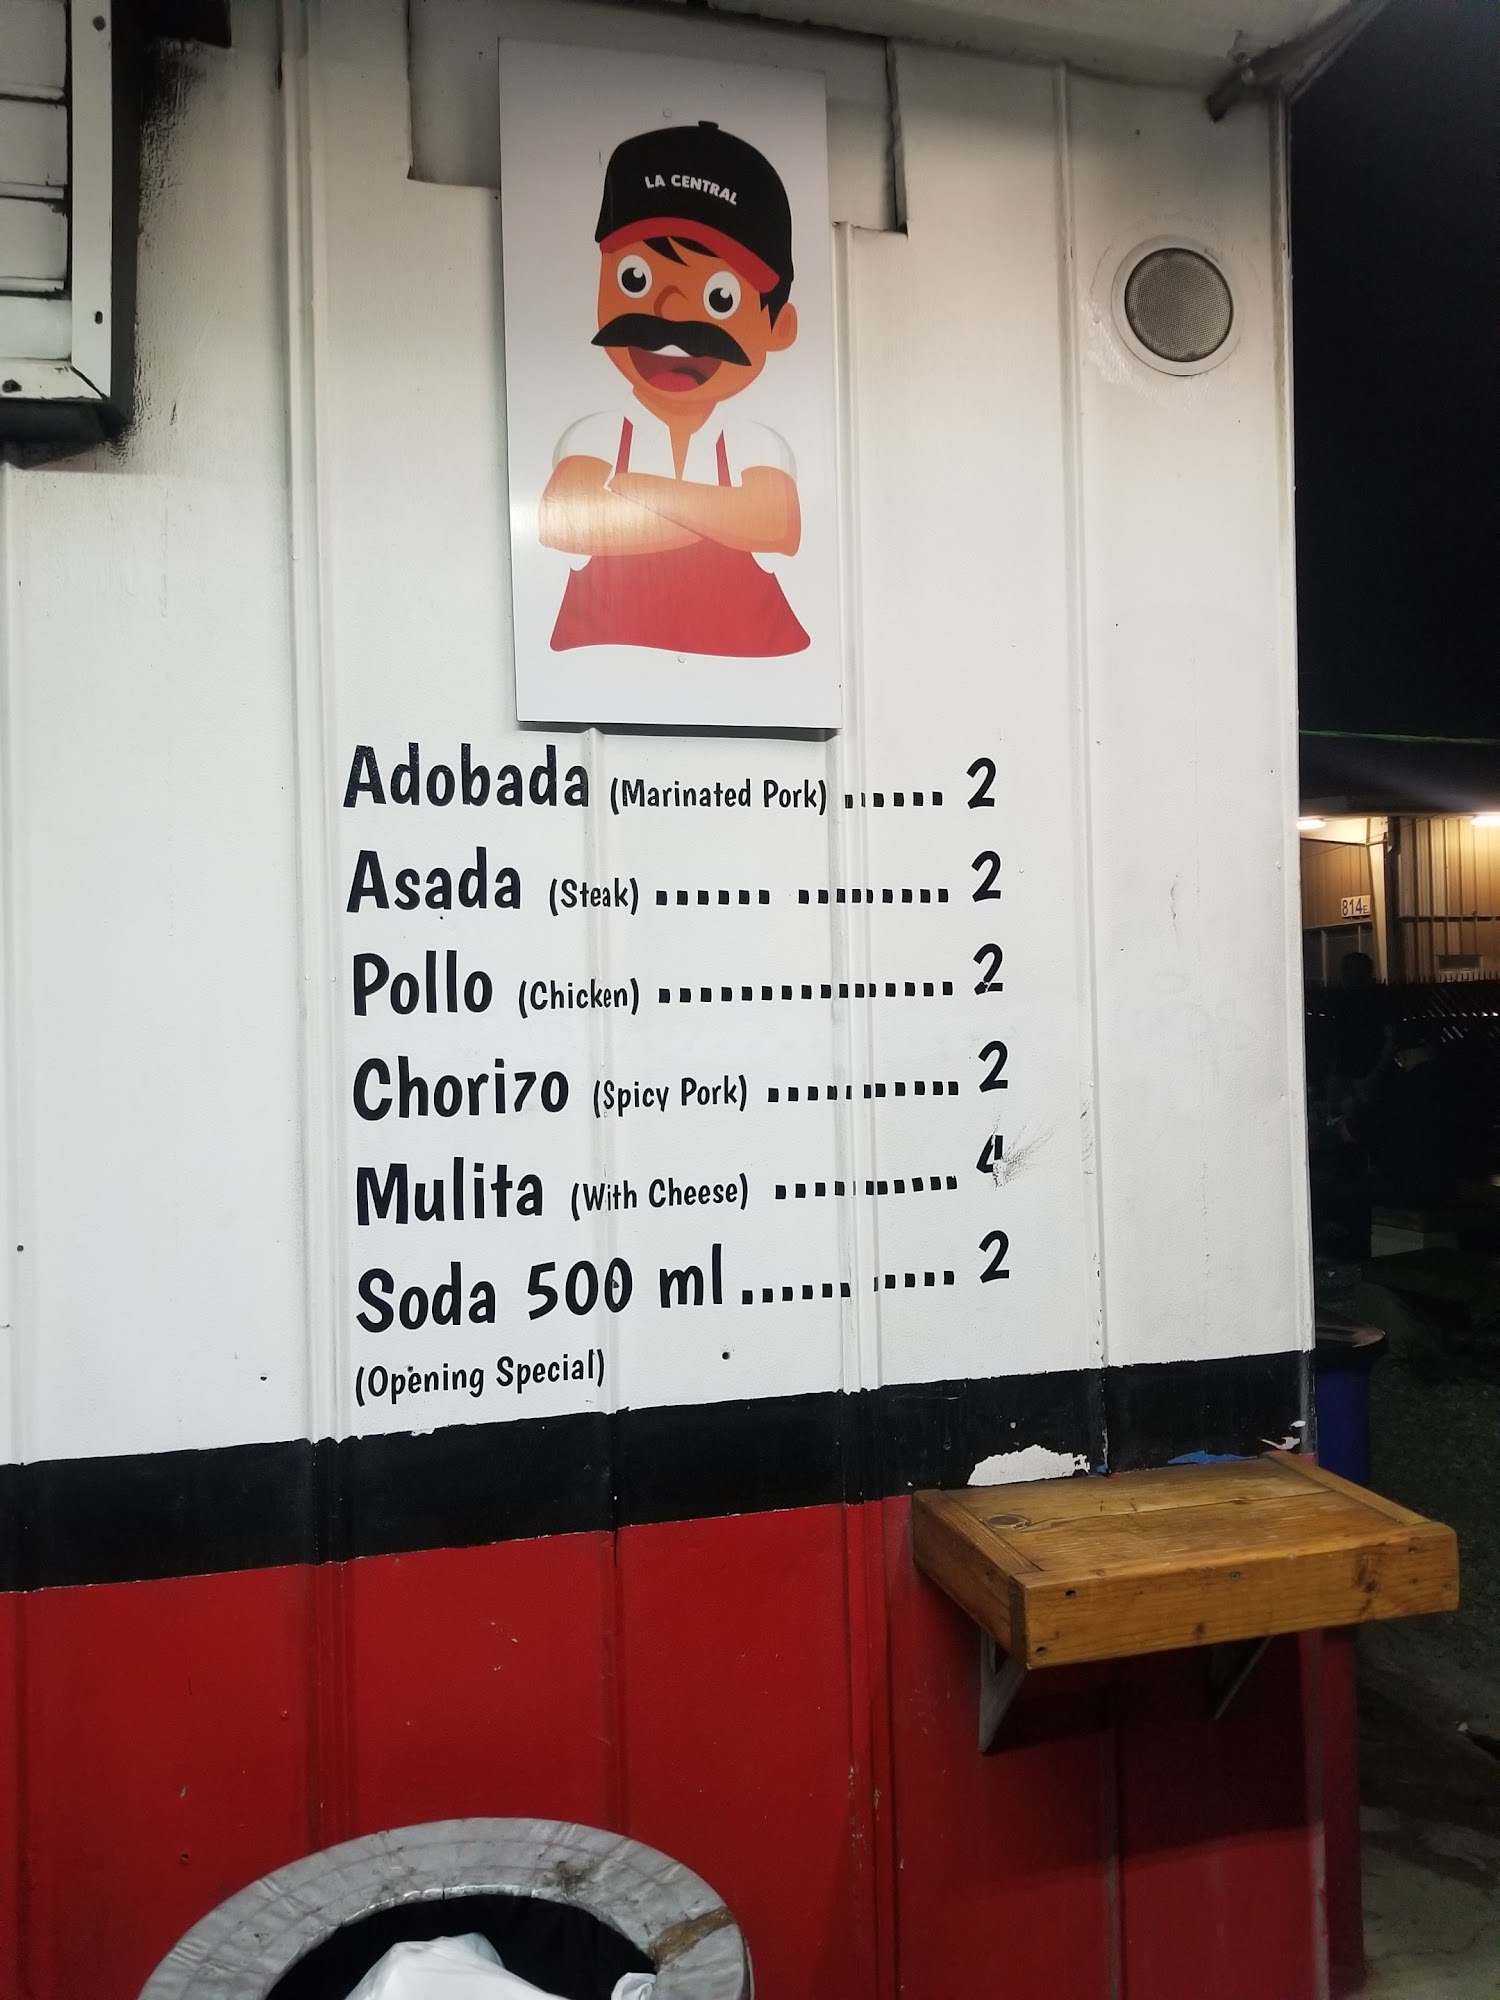 LA CENTRAL
Adobada (Marinated Pork) ...... 2
Asada (Steak) ...... ........ 2
Pollo (Chicken) ............... 2
Chorizo (Spicy Pork) ........... 2
Mulita (With Cheese) .......... 4
Soda 500 ml ...... .... 2
(Opening Special)
814 E